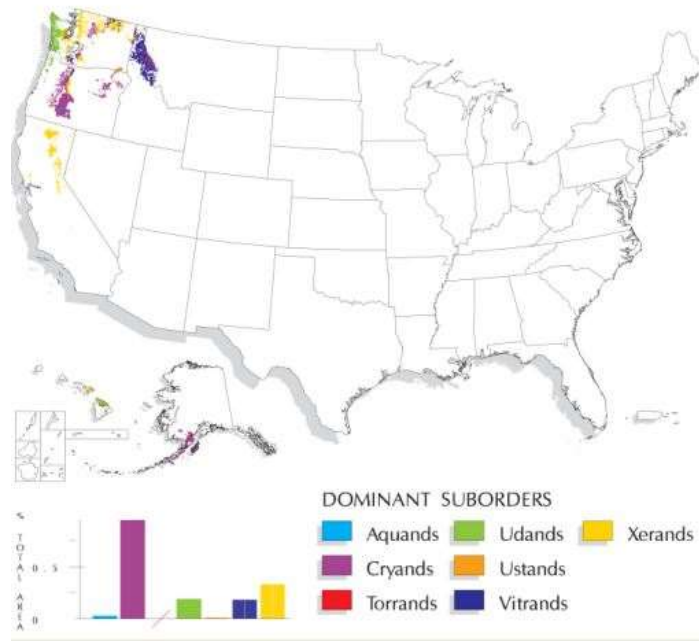 DOMINANT SUBORDERS
Aquands
Udands
Xerands
Cryands
Ustands
Torrands
Vitrands
% TOTAL AREA
0.5
0